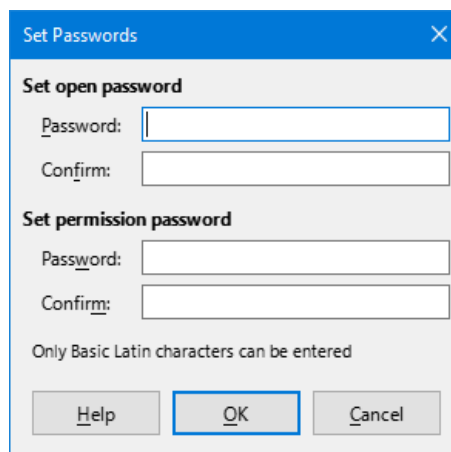 Set Passwords
Set open password
Password:
Confirm:
Set permission password
Password:
Confirm:
Only Basic Latin characters can be entered
Help OK Cancel